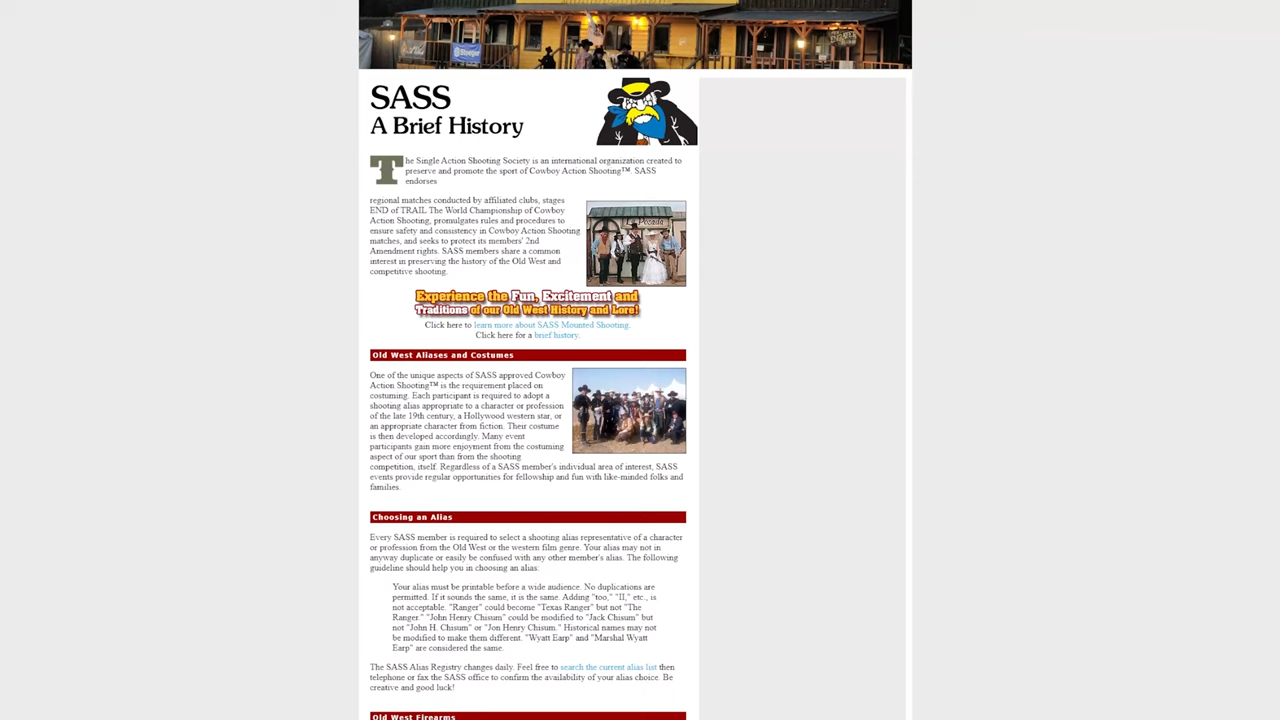 SASS
A Brief History
The Single Action Shooting Society is an international organization created to
preserve and promote the sport of Cowboy Action Shooting™. SASS
endorses
regional matches conducted by affiliated clubs, stages
END of TRAIL The World Championship of Cowboy
Action Shooting, promulgates rules and procedures to
ensure safety and consistency in Cowboy Action Shooting
matches, and seeks to protect its members' 2nd
Amendment rights. SASS members share a common
interest in preserving the history of the Old West and
competitive shooting.
Experience the Fun, Excitement and
Traditions of our Old West History and Lore!
Click here to learn more about SASS Mounted Shooting.
Click here for a brief history.
Old West Aliases and Costumes
One of the unique aspects of SASS approved Cowboy
Action Shooting™ is the requirement placed on
costuming. Each participant is required to adopt a
shooting alias appropriate to a character or profession
of the late 19th century, a Hollywood western star, or
an appropriate character from fiction. Their costume
is then developed accordingly. Many event
participants gain more enjoyment from the costuming
aspect of our sport than from the shooting
competition, itself. Regardless of a SASS member's individual area of interest, SASS
events provide regular opportunities for fellowship and fun with like-minded folks and
families.
Choosing an Alias
Every SASS member is required to select a shooting alias representative of a character
or profession from the Old West or the western film genre. Your alias may not in
anyway duplicate or easily be confused with any other member's alias. The following
guideline should help you in choosing an alias:
Your alias must be printable before a wide audience. No duplications are
permitted. If it sounds the same, it is the same. Adding "too," "II," etc., is
not acceptable. "Ranger" could become "Texas Ranger" but not "The
Ranger." "John Henry Chisum" could be modified to "Jack Chisum" but
not "John H. Chisum" or "Jon Henry Chisum." Historical names may not
be modified to make them different. "Wyatt Earp" and "Marshal Wyatt
Earp" are considered the same.
The SASS Alias Registry changes daily. Feel free to search the current alias list then
telephone or fax the SASS office to confirm the availability of your alias choice. Be
creative and good luck!
Old West Firearms